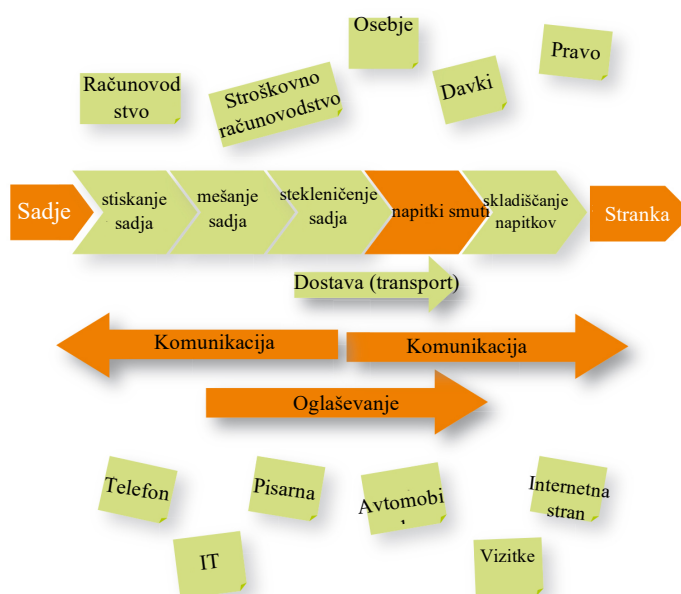 Osebje
Pravo
Računovod
stvo
Stroškovno
računovodstvo
Davki
Sadje
stiskanje
sadja
mešanje
sadja
stekleničenje
sadja
napitki smuti
skladiščanje
napitkov
Stranka
Dostava (transport)
Komunikacija
Komunikacija
Oglaševanje
Telefon
Pisarna
Avtomobi
Internetna
stran
IT
Vizitke